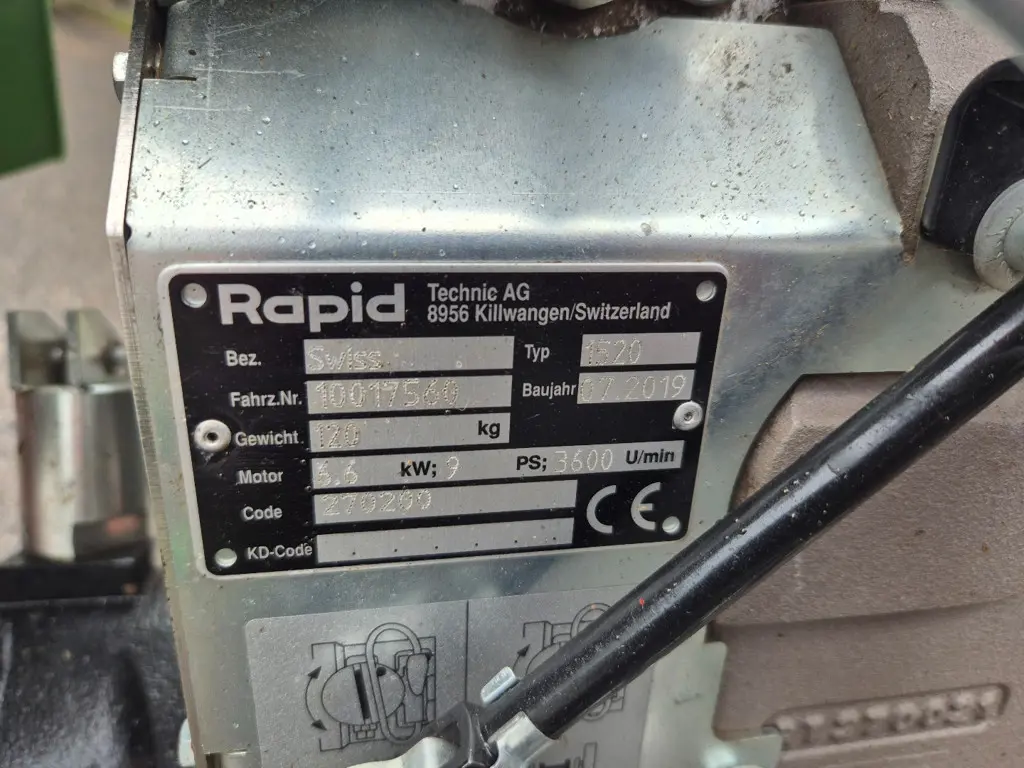 Rapid Technic AG
8956 Killwangen/Switzerland
Bez. Swiss Typ 1520
Fahrz.Nr. 10017560 Baujahr 07.2019
Gewicht 120 kg
Motor 6.6 kW; 9 PS; 3600 U/min
Code 270209
KD-Code
CE